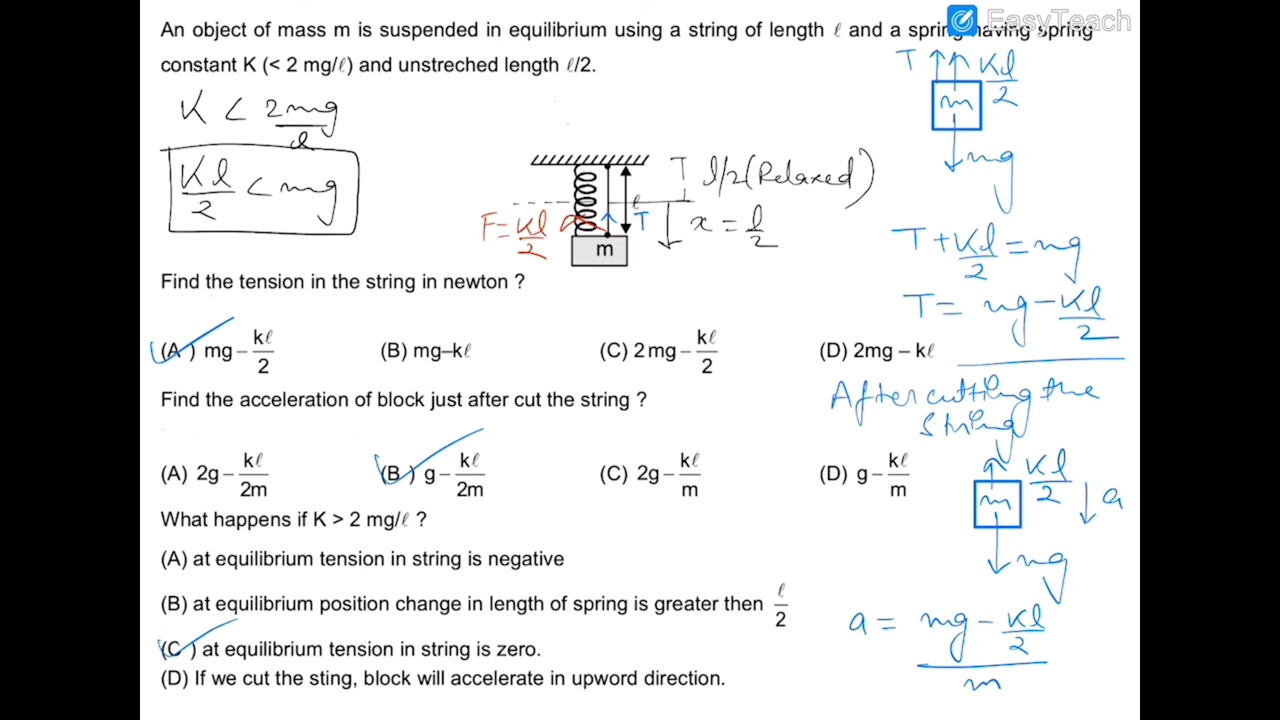 An object of mass m is suspended in equilibrium using a string of length ℓ and a spring having spring
EasyTeach
constant K (< 2 mg/ℓ) and unstreched length ℓ/2.
K < 2mg/l
Kl/2 < mg
T Kl/2
m
mg
T l/2 (Relaxed)
ℓ
F = Kl/2
T
x = l/2
m
T + Kl/2 = mg
T = mg − Kl/2
Find the tension in the string in newton ?
(A) mg − kℓ/2 (B) mg–kℓ (C) 2mg − kℓ/2 (D) 2mg − kℓ
After cutting the
string
Find the acceleration of block just after cut the string ?
(A) 2g − kℓ/2m (B) g − kℓ/2m (C) 2g − kℓ/m (D) g − kℓ/m
Kl/2
m
a
mg
What happens if K > 2 mg/ℓ ?
(A) at equilibrium tension in string is negative
(B) at equilibrium position change in length of spring is greater then ℓ/2
(C) at equilibrium tension in string is zero.
(D) If we cut the sting, block will accelerate in upword direction.
a = mg − Kl/2
m